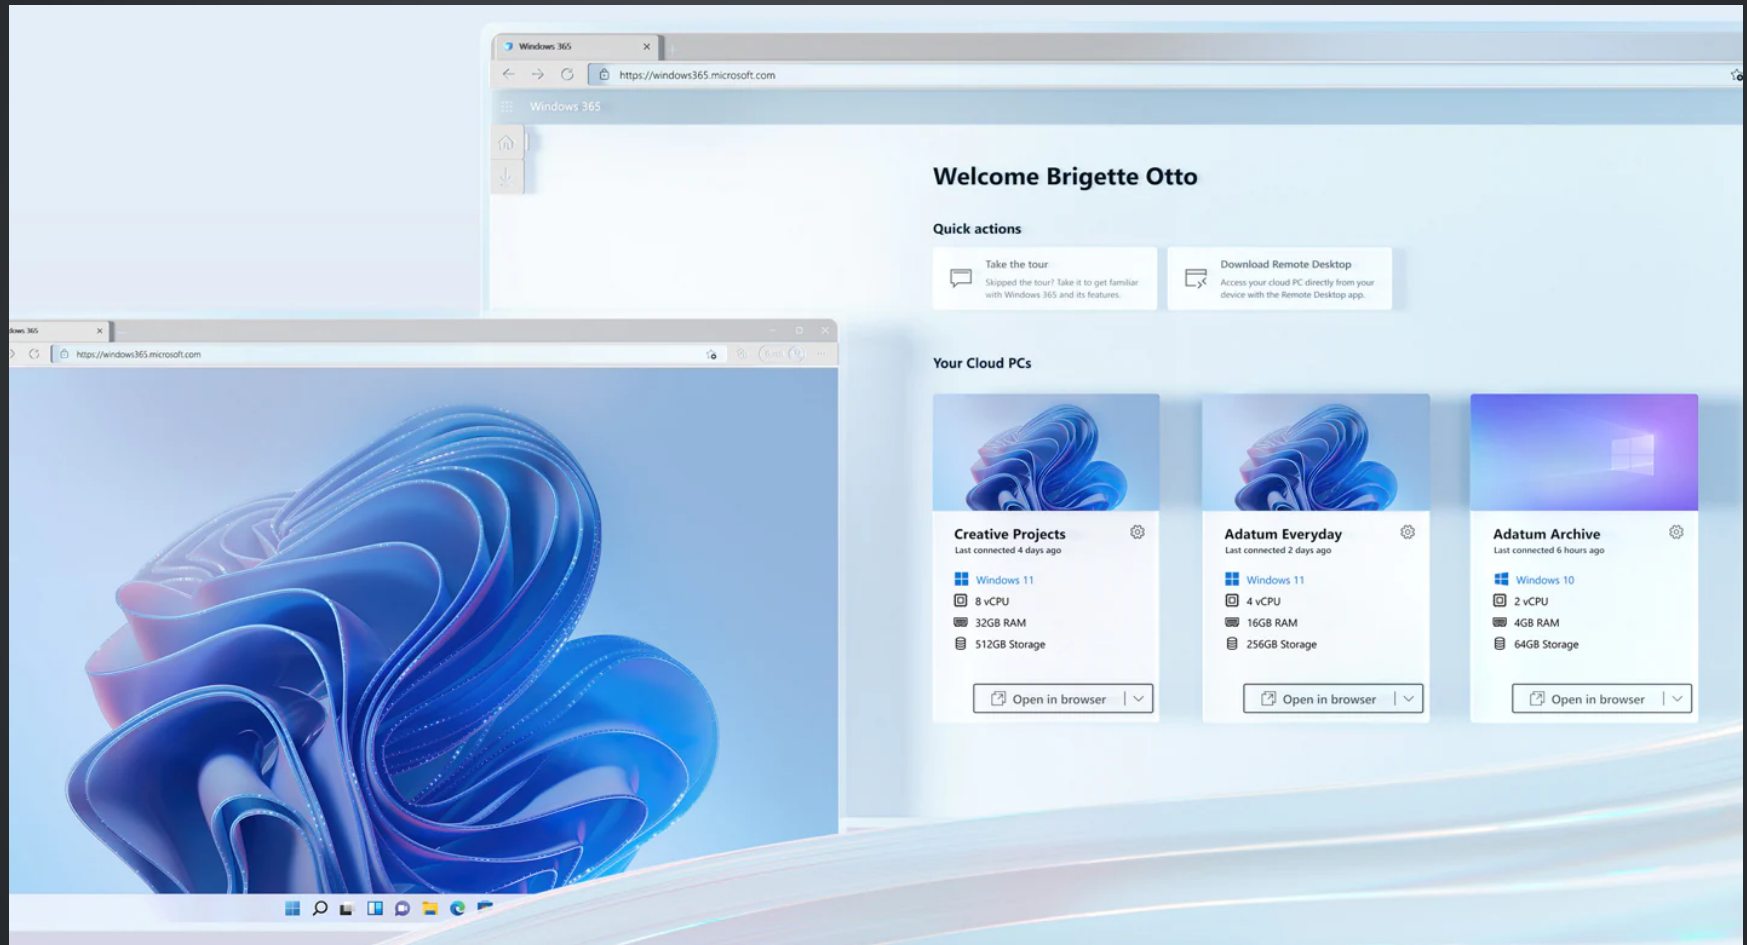 Windows 365
https://windows365.microsoft.com
Windows 365
Welcome Brigette Otto
Quick actions
Take the tour
Skipped the tour? Take it to get familiar
with Windows 365 and its features.
Download Remote Desktop
Access your cloud PC directly from your
device with the Remote Desktop app.
Your Cloud PCs
Creative Projects
Last connected 4 days ago
Windows 11
8 vCPU
32GB RAM
512GB Storage
Open in browser
Adatum Everyday
Last connected 2 days ago
Windows 11
4 vCPU
16GB RAM
256GB Storage
Open in browser
Adatum Archive
Last connected 6 hours ago
Windows 10
2 vCPU
4GB RAM
64GB Storage
Open in browser
dows 365
https://windows365.microsoft.com